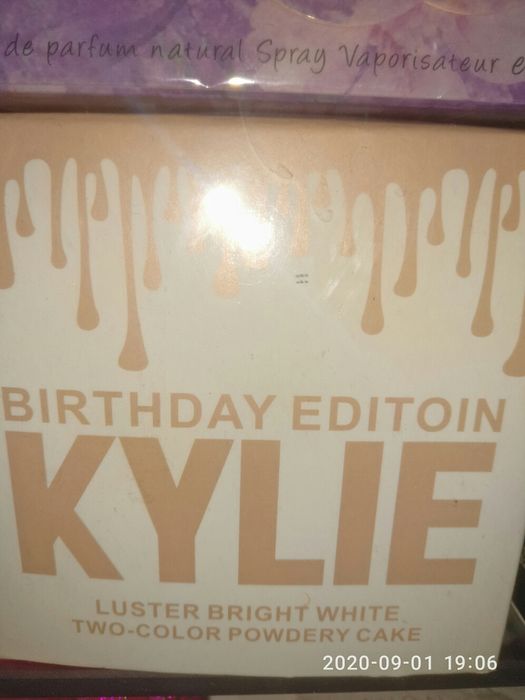 de parfum natural Spray Vaporisateur e
BIRTHDAY EDITOIN
KYLIE
LUSTER BRIGHT WHITE
TWO-COLOR POWDERY CAKE
2020-09-01 19:06